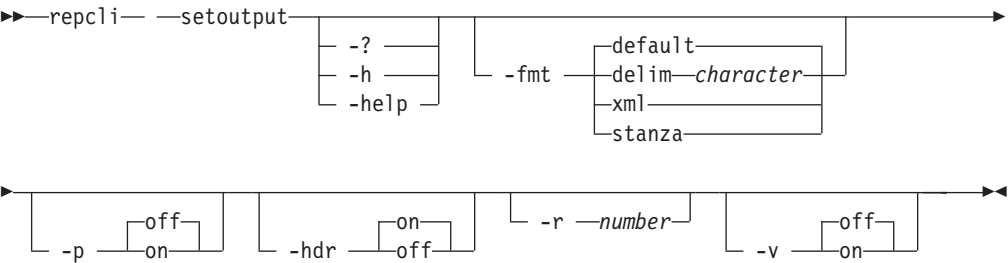 repcli setoutput
-?
-h
-help
-fmt default
delim character
xml
stanza
-p off
on
-hdr on
off
-r number
-v off
on